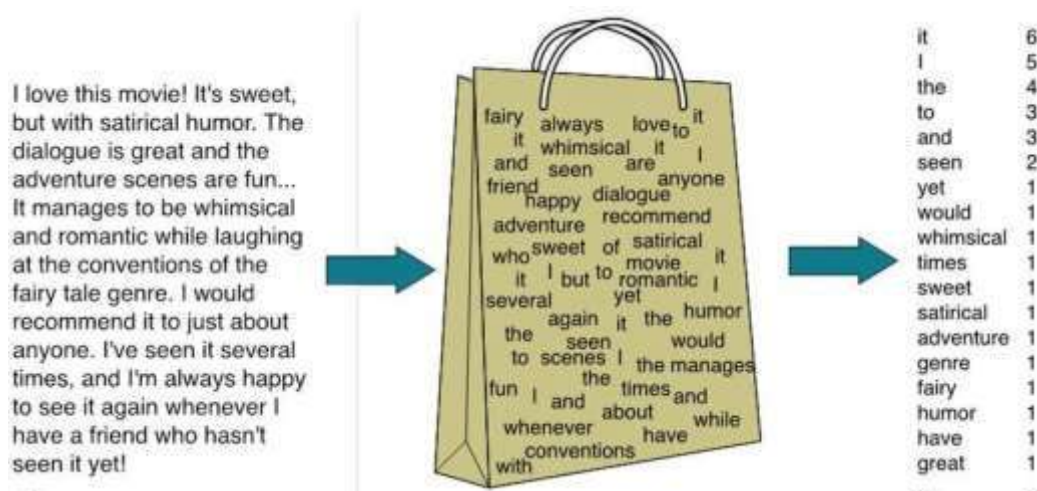 I love this movie! It's sweet,
but with satirical humor. The
dialogue is great and the
adventure scenes are fun...
It manages to be whimsical
and romantic while laughing
at the conventions of the
fairy tale genre. I would
recommend it to just about
anyone. I've seen it several
times, and I'm always happy
to see it again whenever I
have a friend who hasn't
seen it yet!
fairy always love to it
it whimsical it I
and seen are anyone
friend happy dialogue
adventure recommend
who sweet of satirical
it I but to romantic I
movie it
several yet
again it the humor
the seen would
to scenes I the manages
fun I and the times and
whenever about while
have
with conventions
it 6
I 5
the 4
to 3
and 3
seen 2
yet 1
would 1
whimsical 1
times 1
sweet 1
satirical 1
adventure 1
genre 1
fairy 1
humor 1
have 1
great 1